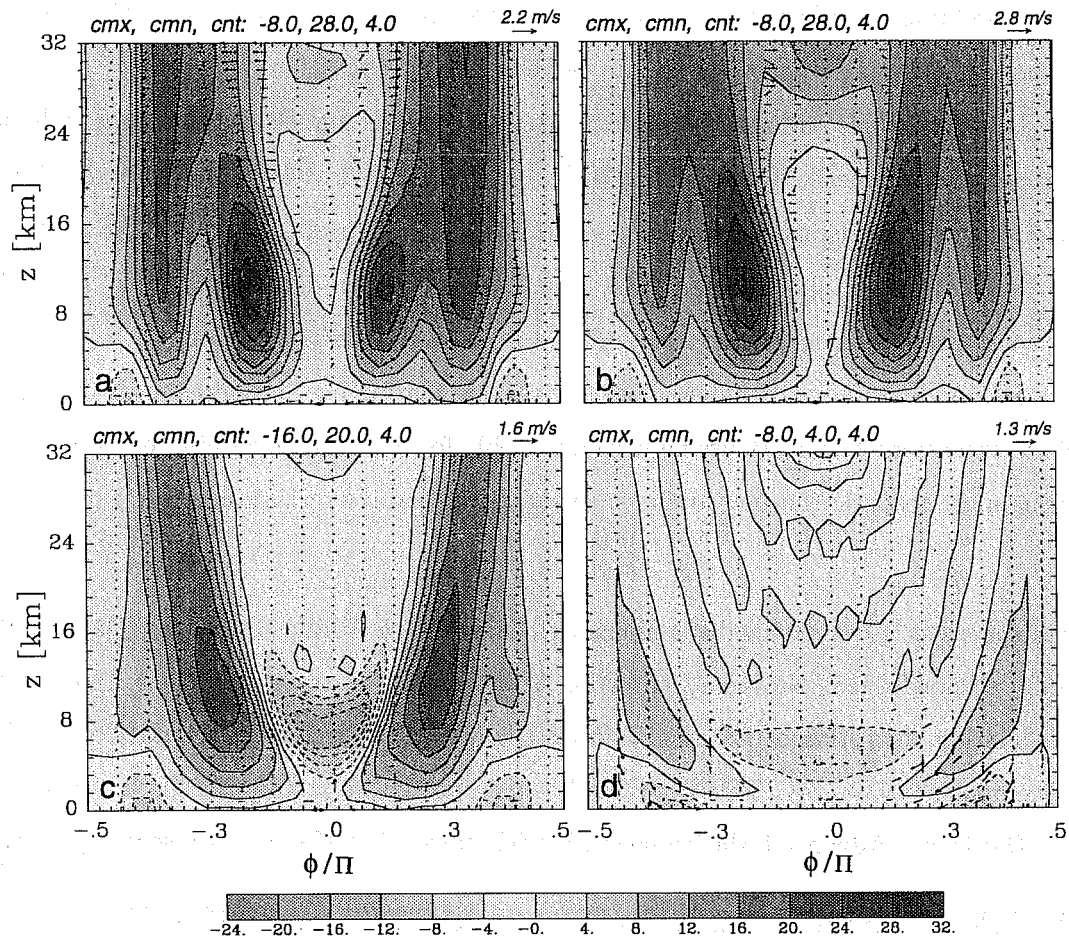 cmx, cmn, cnt: -8.0, 28.0, 4.0
2.2 m/s
cmx, cmn, cnt: -8.0, 28.0, 4.0
2.8 m/s
32
24
16
8
0
z [km]
a
b
cmx, cmn, cnt: -16.0, 20.0, 4.0
1.6 m/s
cmx, cmn, cnt: -8.0, 4.0, 4.0
1.3 m/s
32
24
16
8
0
z [km]
c
d
-.5 -.3 .0 .3 .5
-.5 -.3 .0 .3 .5
ϕ/Π
ϕ/Π
-24. -20. -16. -12. -8. -4. -0. 4. 8. 12. 16. 20. 24. 28. 32.